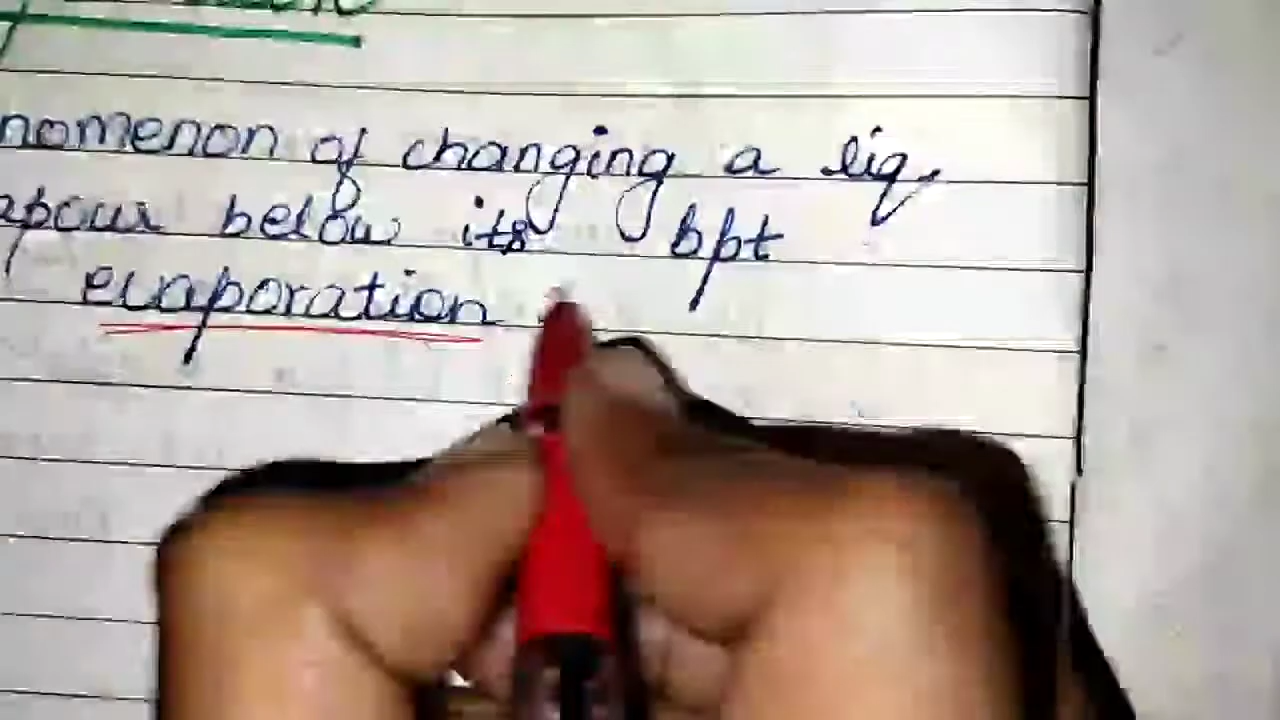 nomenon of changing a liq.
apour below its bpt
evaporation